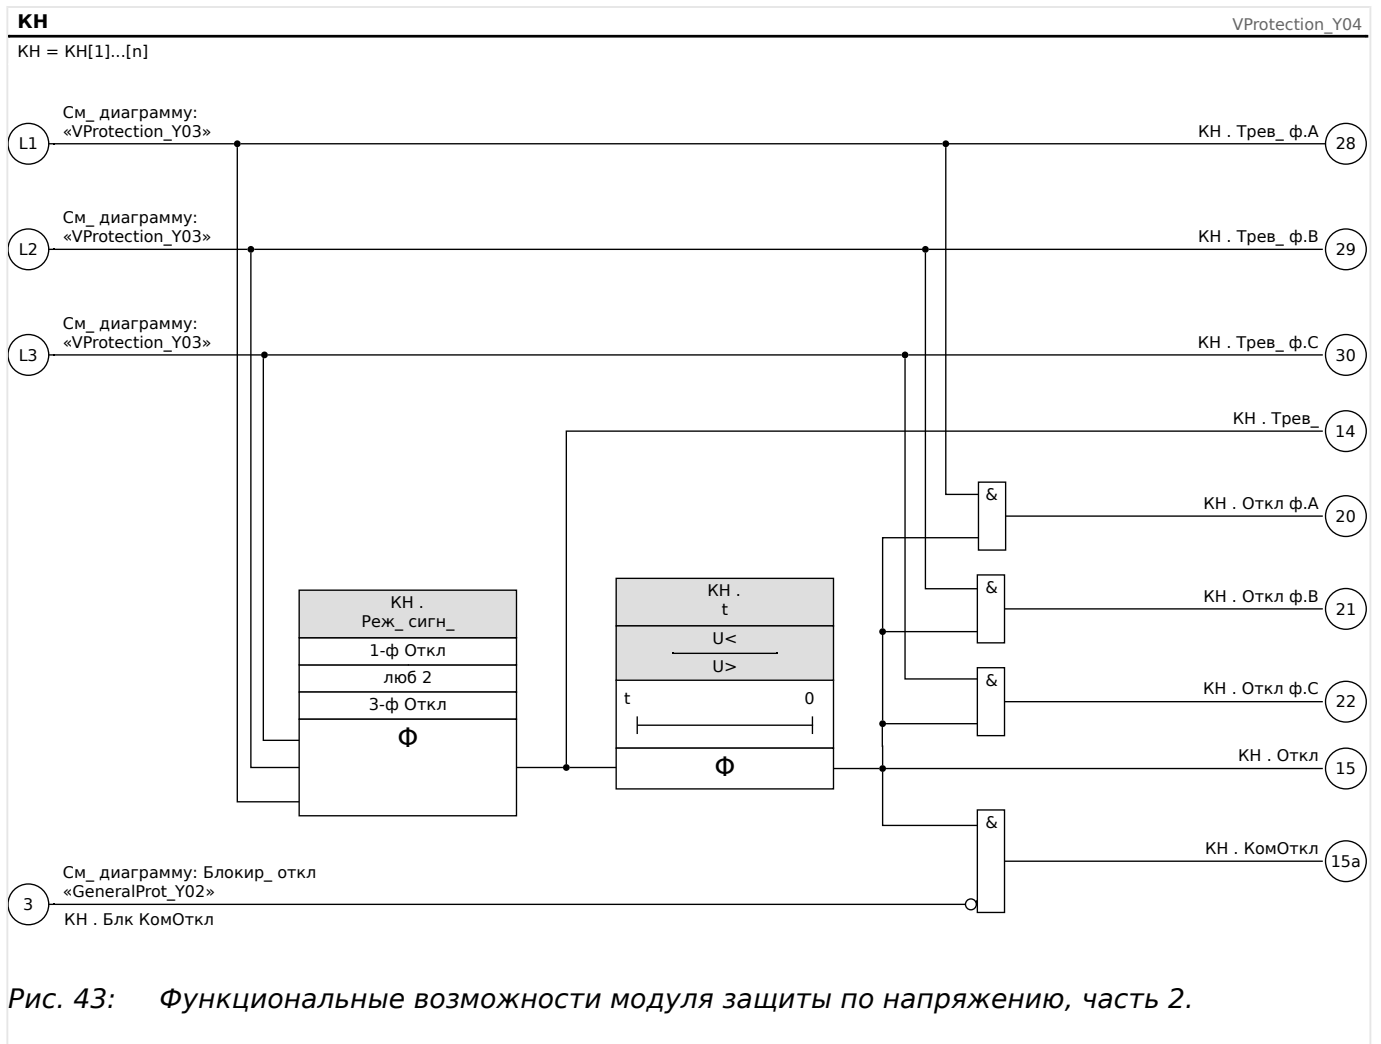 КН
VProtection_Y04
КН = КН[1]...[n]
См_ диаграмму:
«VProtection_Y03»
L1
КН . Трев_ ф.A
28
См_ диаграмму:
«VProtection_Y03»
L2
КН . Трев_ ф.B
29
См_ диаграмму:
«VProtection_Y03»
L3
КН . Трев_ ф.C
30
КН . Трев_
14
&
КН . Откл ф.A
20
&
КН . Откл ф.B
21
&
КН . Откл ф.C
22
КН .
Реж_ сигн_
1-ф Откл
люб 2
3-ф Откл
Φ
КН .
t
U<
U>
t 0
Φ
КН . Откл
15
&
КН . КомОткл
15a
См_ диаграмму: Блокир_ откл
«GeneralProt_Y02»
3
КН . Блк КомОткл
Рис. 43: Функциональные возможности модуля защиты по напряжению, часть 2.